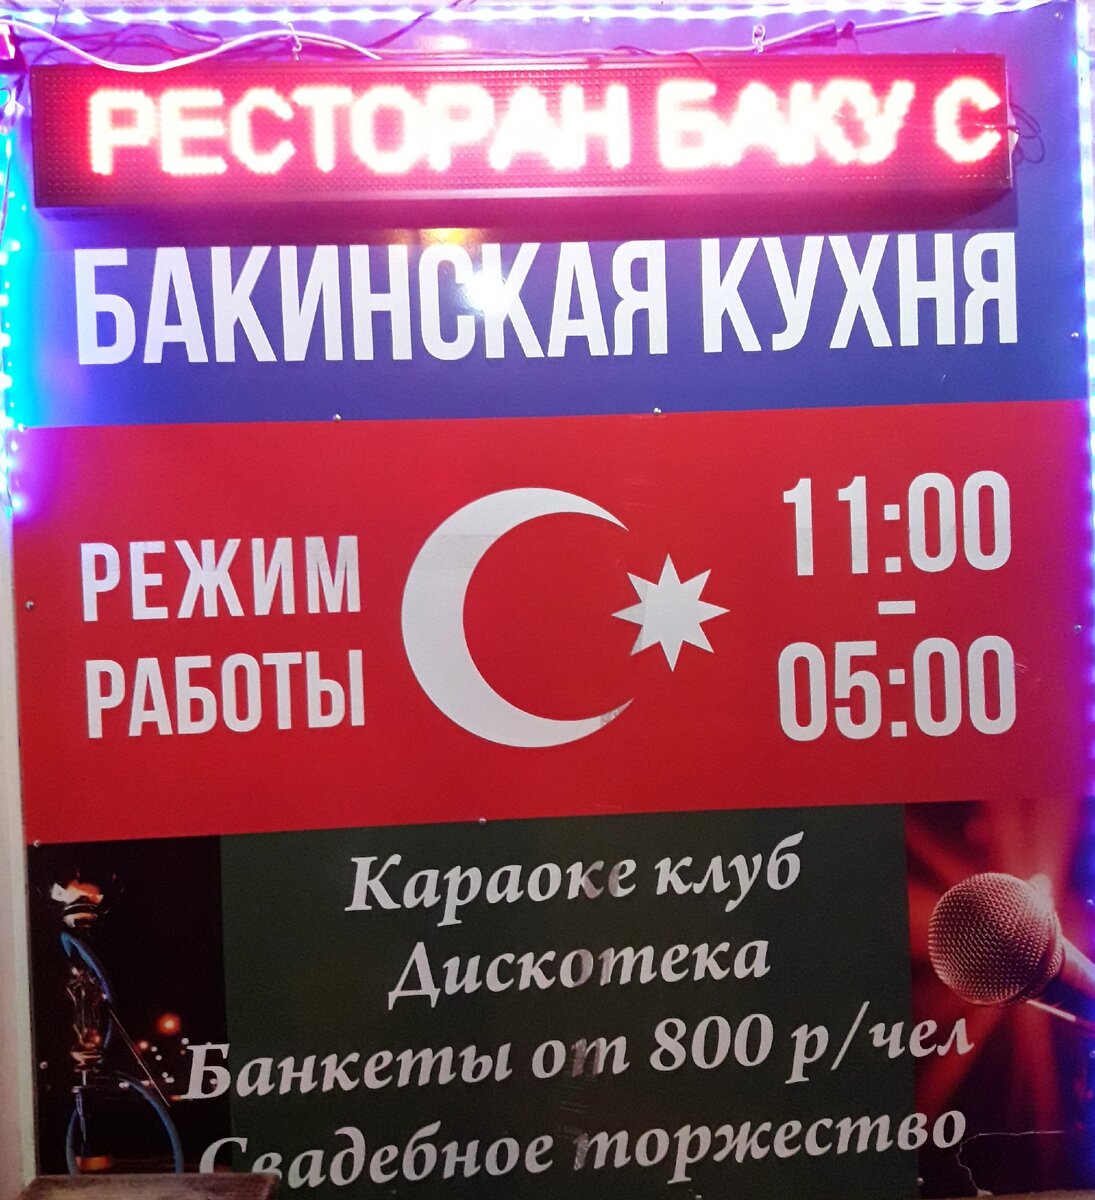 РЕСТОРАН БАКУ С
БАКИНСКАЯ КУХНЯ
РЕЖИМ
РАБОТЫ
11:00
–
05:00
Караоке клуб
Дискотека
Банкеты от 800 р/чел
Свадебное торжество